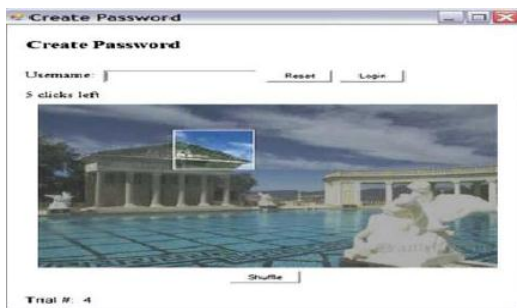 Create Password
Create Password
Username: Reset Login
5 clicks left
Shuffle
Trial #: 4